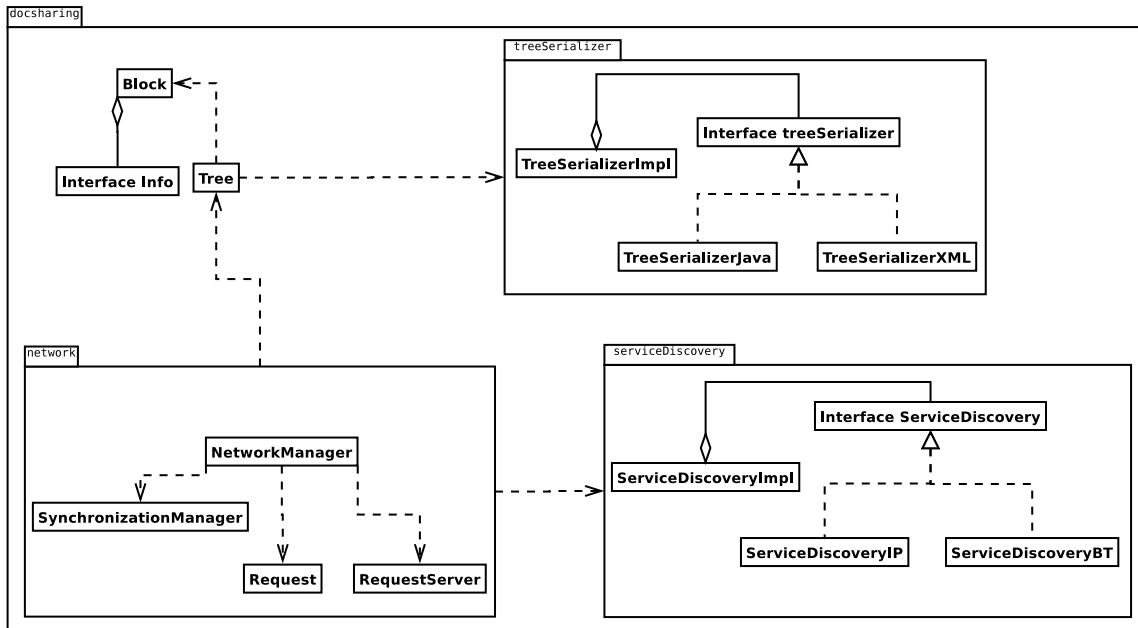 docsharing
treeSerializer
Block
Interface treeSerializer
TreeSerializerImpl
Interface Info
Tree
TreeSerializerJava
TreeSerializerXML
network
serviceDiscovery
Interface ServiceDiscovery
NetworkManager
ServiceDiscoveryImpl
SynchronizationManager
ServiceDiscoveryIP
ServiceDiscoveryBT
Request
RequestServer